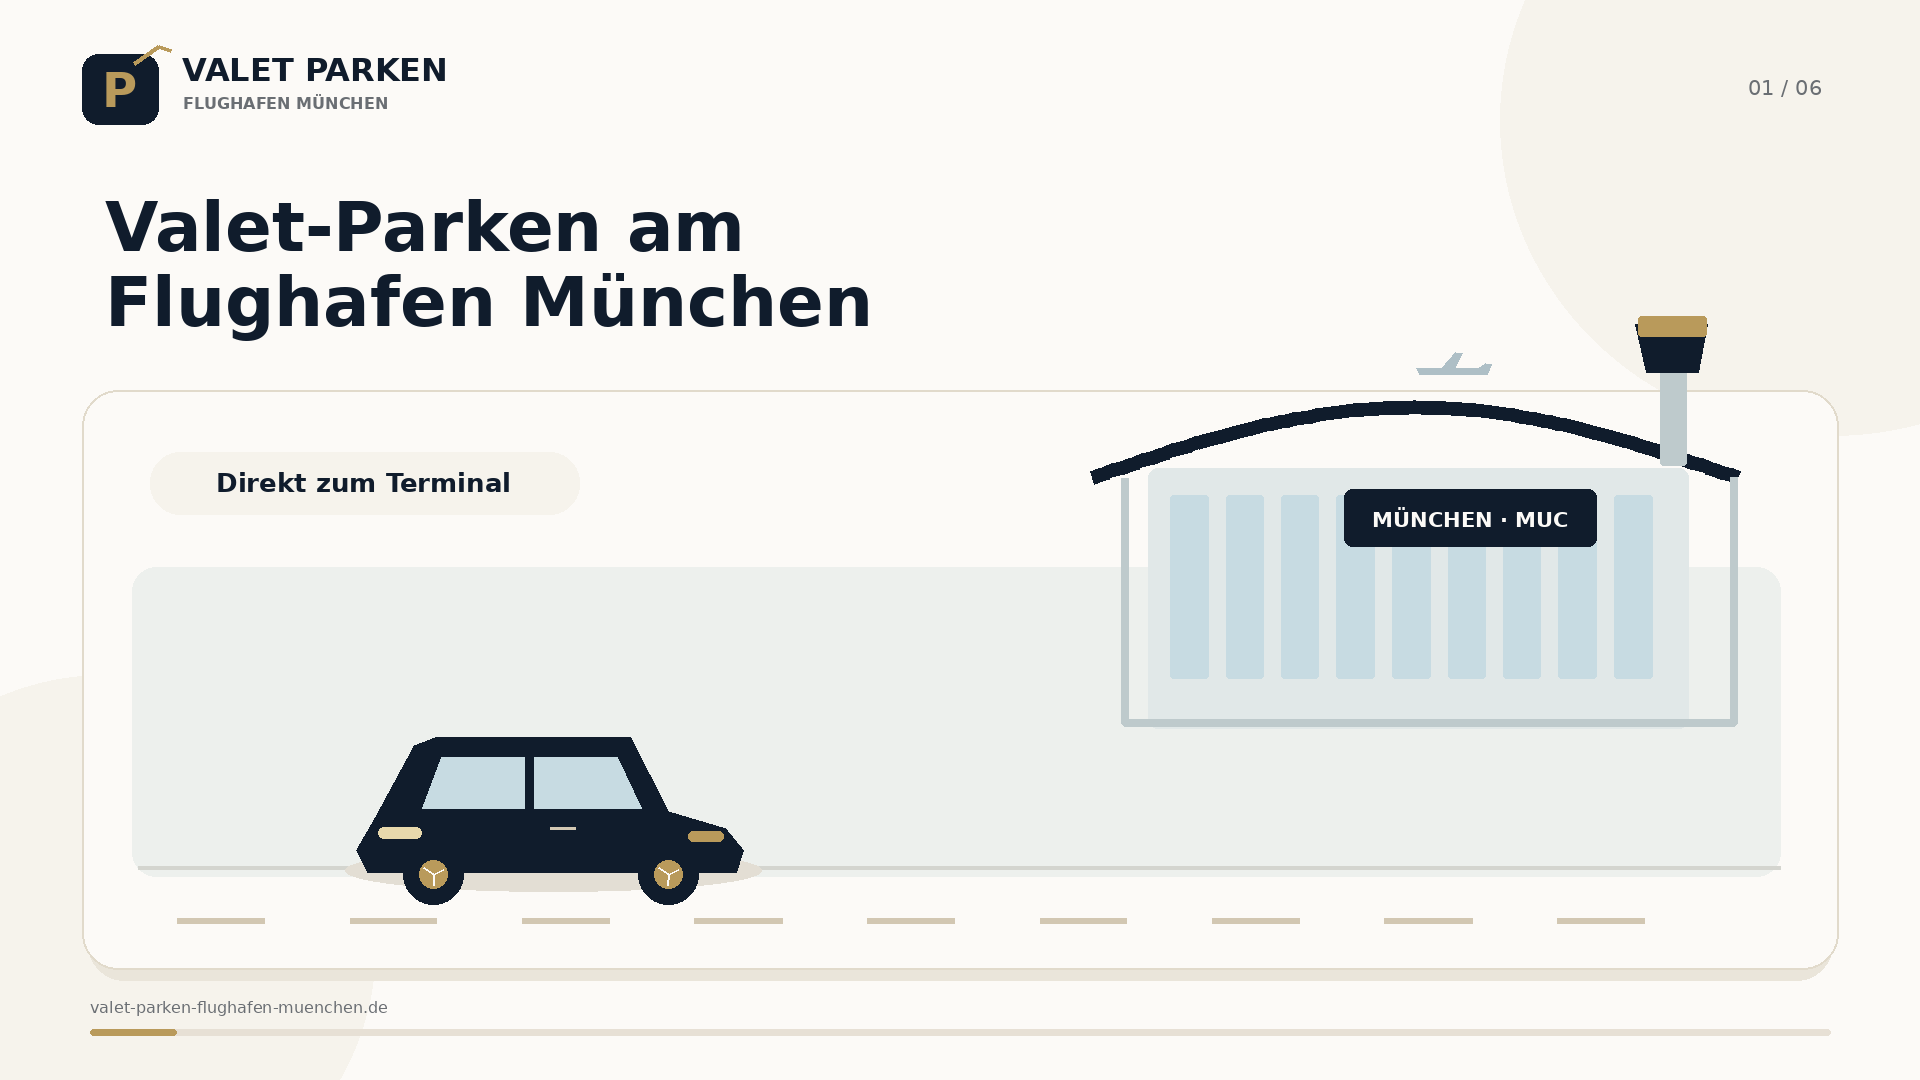 P
VALET PARKEN
FLUGHAFEN MÜNCHEN
01 / 06
Valet-Parken am
Flughafen München
Direkt zum Terminal
MÜNCHEN · MUC
valet-parken-flughafen-muenchen.de